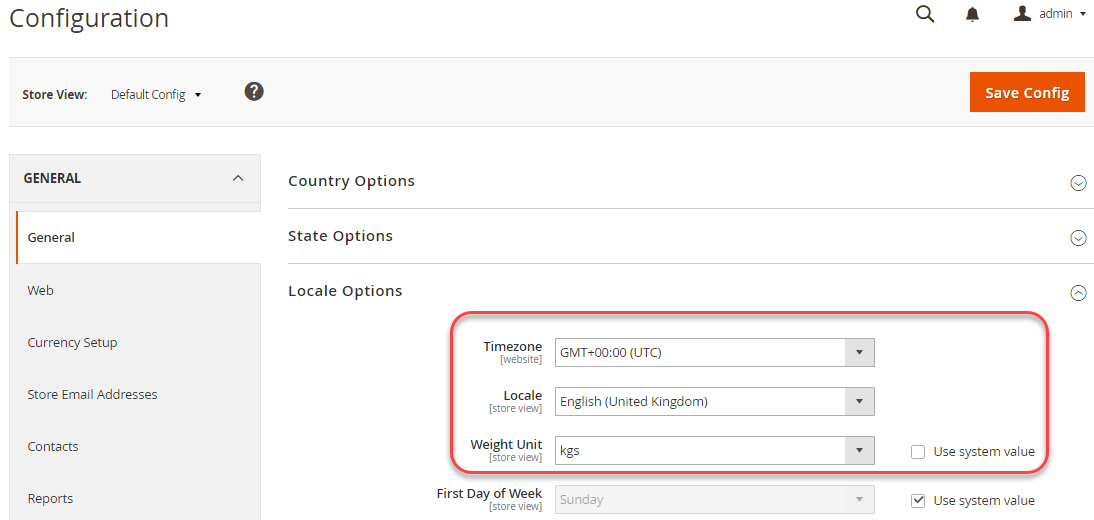 Configuration
admin
Store View: Default Config ?
Save Config
GENERAL
General
Web
Currency Setup
Store Email Addresses
Contacts
Reports
Country Options
State Options
Locale Options
Timezone
[website]
GMT+00:00 (UTC)
Locale
[store view]
English (United Kingdom)
Weight Unit
[store view]
kgs
Use system value
First Day of Week
[store view]
Sunday
Use system value